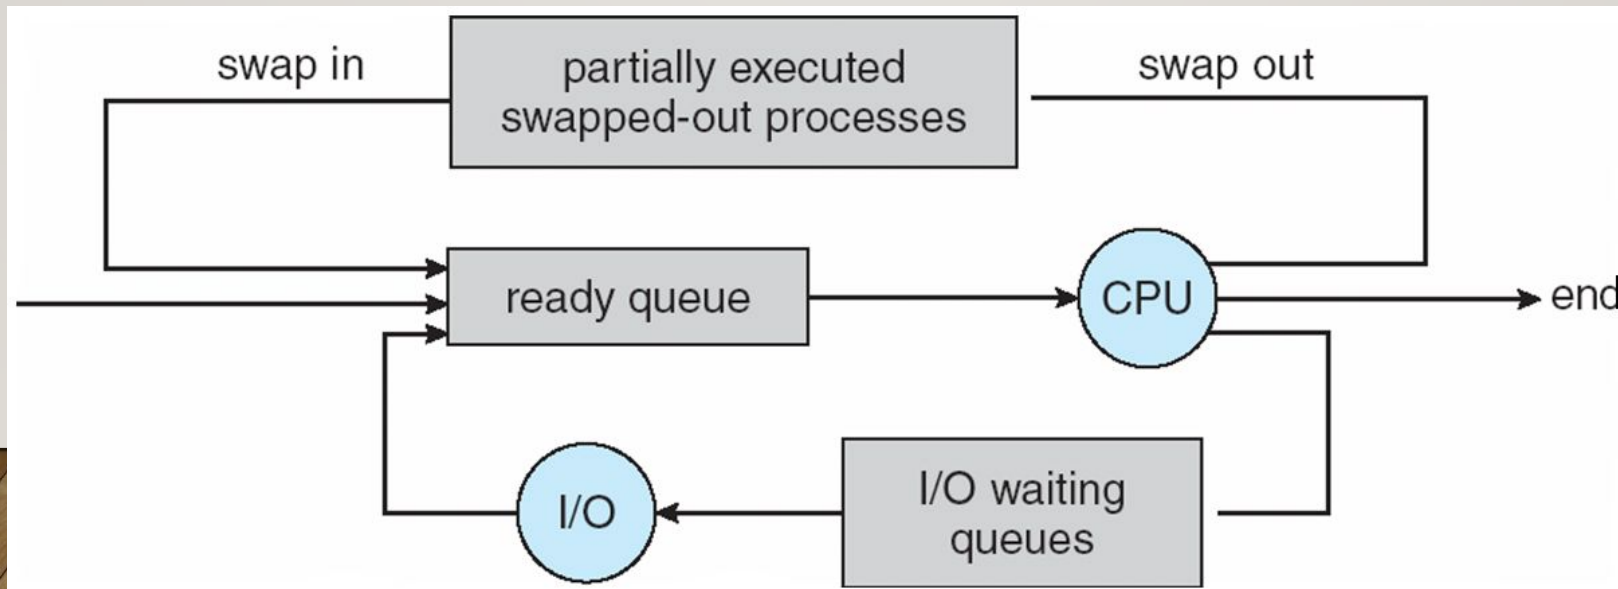 swap in
partially executed
swapped-out processes
swap out
ready queue
CPU
end
I/O
I/O waiting
queues